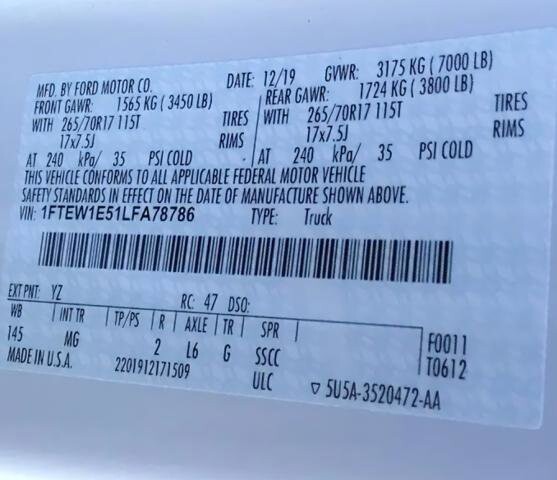 MFD. BY FORD MOTOR CO. DATE: 12/19 GVWR: 3175 KG ( 7000 LB)
FRONT GAWR: 1565 KG ( 3450 LB) REAR GAWR: 1724 KG ( 3800 LB)
WITH 265/70R17 115T TIRES WITH 265/70R17 115T TIRES
17x7.5J RIMS 17x7.5J RIMS
AT 240 kPa/ 35 PSI COLD AT 240 kPa/ 35 PSI COLD
THIS VEHICLE CONFORMS TO ALL APPLICABLE FEDERAL MOTOR VEHICLE
SAFETY STANDARDS IN EFFECT ON THE DATE OF MANUFACTURE SHOWN ABOVE.
VIN: 1FTEW1E51LFA78786 TYPE: Truck
EXT PNT: YZ RC: 47 DSO:
WB INT TR TP/PS R AXLE TR SPR F0011
145 MG 2 L6 G SSCC T0612
MADE IN U.S.A. 2201912171509 ULC ▽ 5U5A-3520472-AA